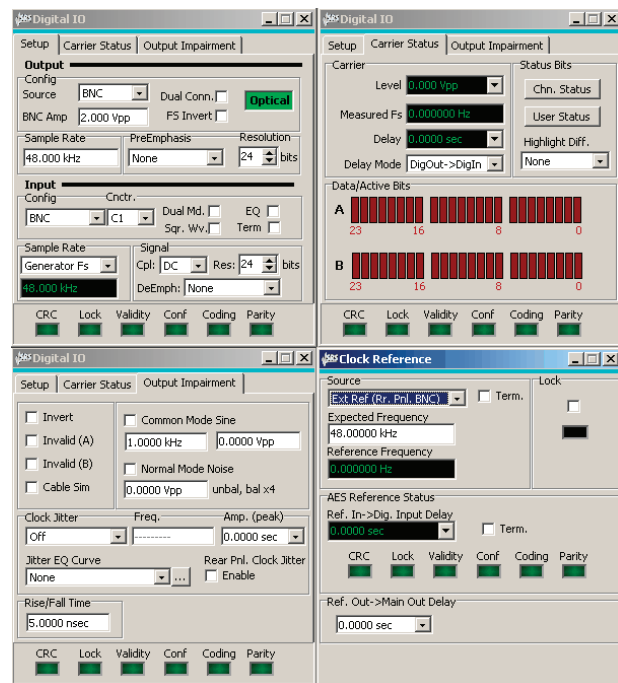 SRS Digital IO
Setup Carrier Status Output Impairment
Output
Config
Source BNC Dual Conn. Optical
BNC Amp 2.000 Vpp FS Invert
Sample Rate PreEmphasis Resolution
48.000 kHz None 24 bits
Input
Config Cnctr.
BNC C1 Dual Md. EQ
Sqr. Wv. Term
Sample Rate Signal
Generator Fs Cpl: DC Res: 24 bits
48.000 kHz DeEmph: None
CRC Lock Validity Conf Coding Parity
SRS Digital IO
Setup Carrier Status Output Impairment
Carrier Status Bits
Level 0.000 Vpp Chn. Status
Measured Fs 0.000000 Hz User Status
Delay 0.0000 sec Highlight Diff.
Delay Mode DigOut->DigIn None
Data/Active Bits
A
23 16 8 0
B
23 16 8 0
CRC Lock Validity Conf Coding Parity
SRS Digital IO
Setup Carrier Status Output Impairment
Invert Common Mode Sine
Invalid (A) 1.0000 kHz 0.0000 Vpp
Invalid (B) Normal Mode Noise
Cable Sim 0.0000 Vpp unbal, bal x4
Clock Jitter Freq. Amp. (peak)
Off --------- 0.0000 sec
Jitter EQ Curve Rear Pnl. Clock Jitter
None ... Enable
Rise/Fall Time
5.0000 nsec
CRC Lock Validity Conf Coding Parity
SRS Clock Reference
Source Lock
Ext Ref (Rr. Pnl. BNC) Term.
Expected Frequency
48.00000 kHz
Reference Frequency
0.000000 Hz
AES Reference Status
Ref. In->Dig. Input Delay
0.0000 sec Term.
CRC Lock Validity Conf Coding Parity
Ref. Out->Main Out Delay
0.0000 sec